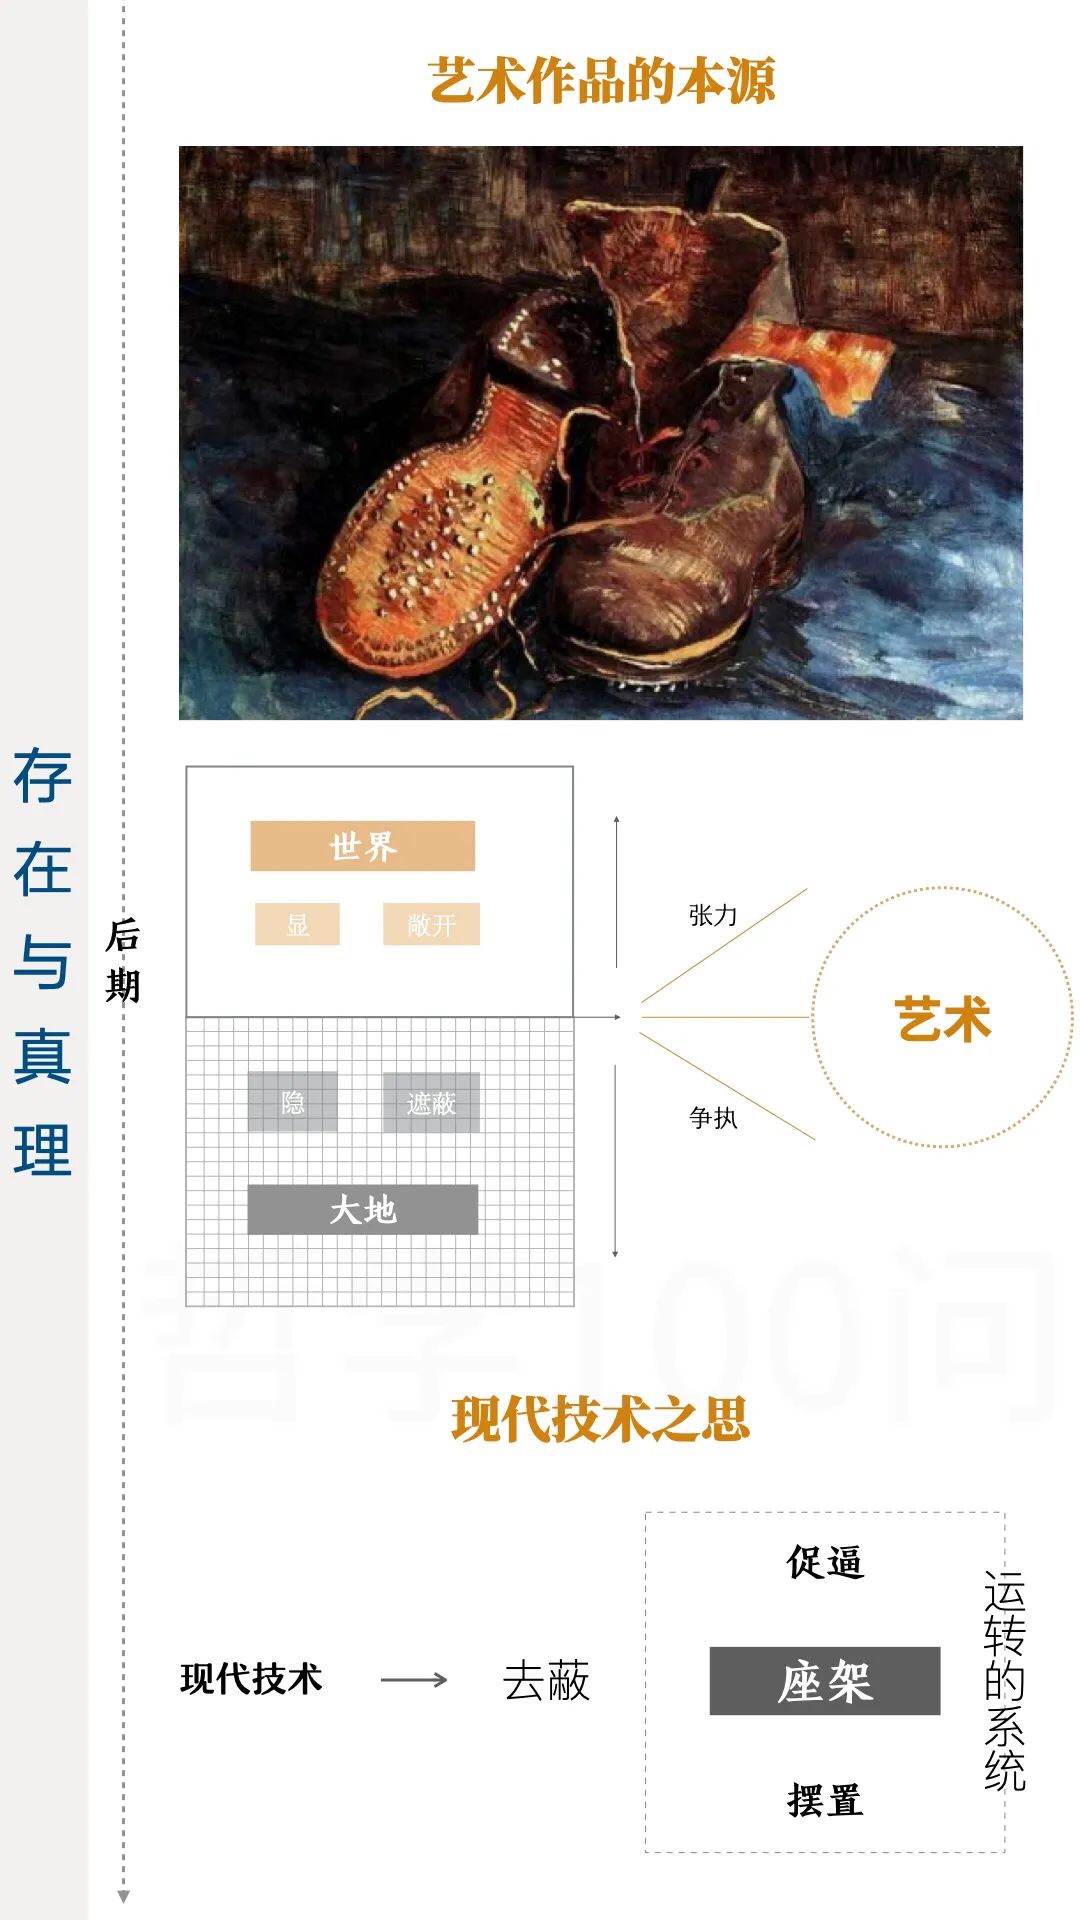 艺术作品的本源
存在与真理
后期
世界
显
敞开
隐
遮蔽
大地
张力
争执
艺术
哲学100问
现代技术之思
现代技术
去蔽
促逼
座架
摆置
运转的系统